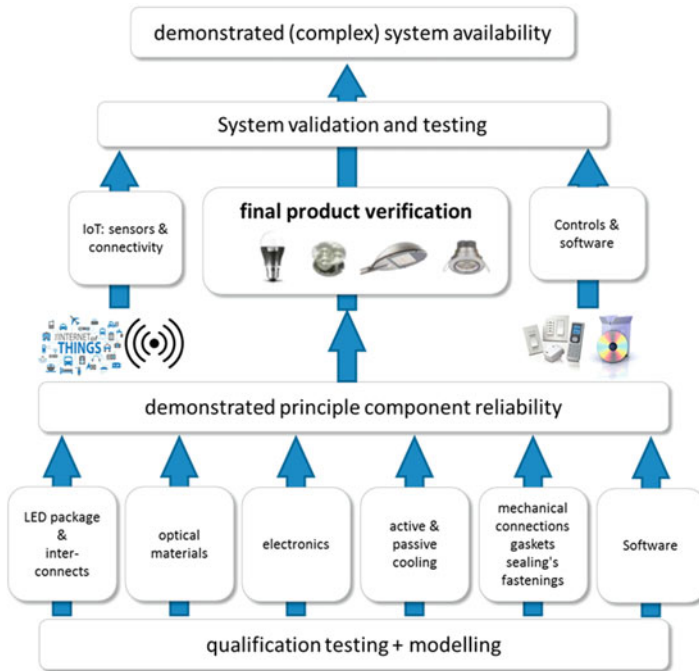 demonstrated (complex) system availability
System validation and testing
IoT: sensors &
connectivity
final product verification
Controls &
software
THE
INTERNET of
THINGS
demonstrated principle component reliability
LED package
&
inter-
connects
optical
materials
electronics
active &
passive
cooling
mechanical
connections
gaskets
sealing's
fastenings
Software
qualification testing + modelling